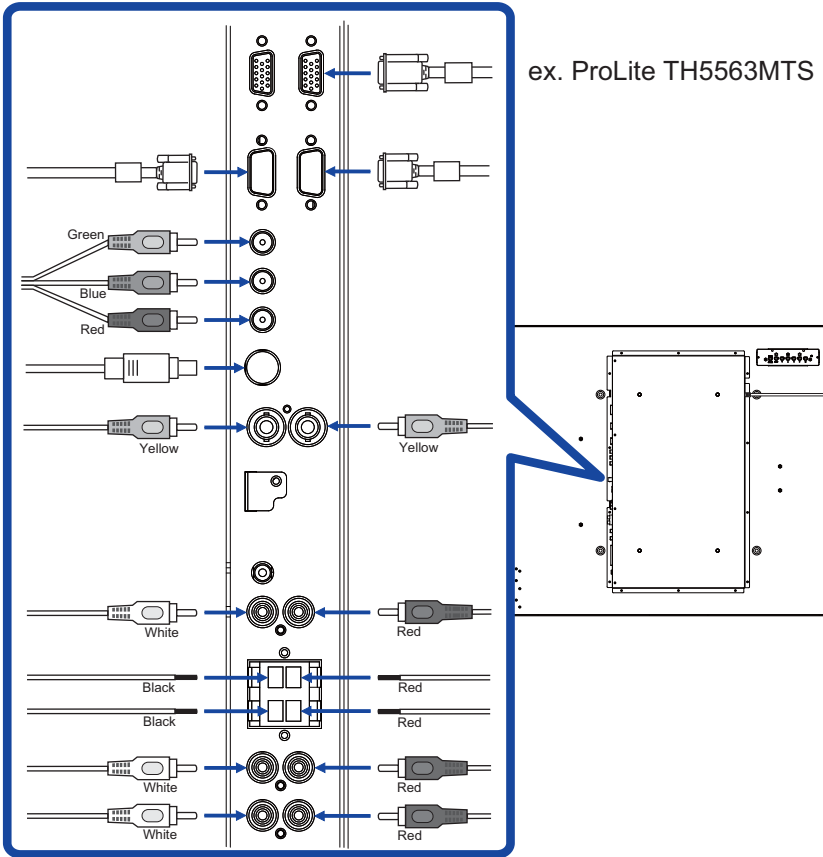 ex. ProLite TH5563MTS
Green
Blue
Red
Yellow
Yellow
White
Red
Black
Red
Black
Red
White
Red
White
Red